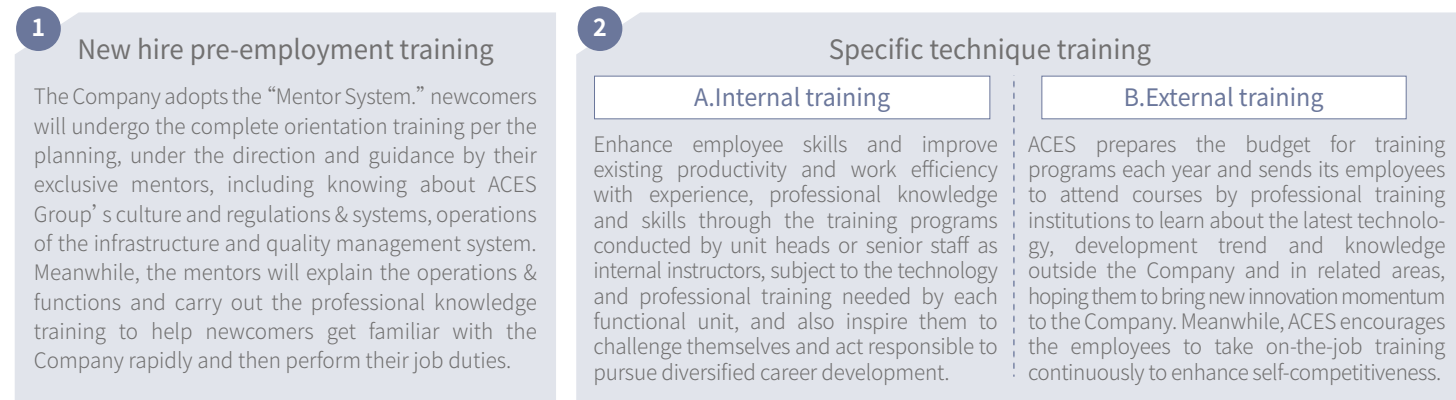 1
New hire pre-employment training
The Company adopts the “Mentor System.” newcomers
will undergo the complete orientation training per the
planning, under the direction and guidance by their
exclusive mentors, including knowing about ACES
Group’ s culture and regulations & systems, operations
of the infrastructure and quality management system.
Meanwhile, the mentors will explain the operations &
functions and carry out the professional knowledge
training to help newcomers get familiar with the
Company rapidly and then perform their job duties.
2
Specific technique training
A.Internal training
Enhance employee skills and improve
existing productivity and work efficiency
with experience, professional knowledge
and skills through the training programs
conducted by unit heads or senior staff as
internal instructors, subject to the technology
and professional training needed by each
functional unit, and also inspire them to
challenge themselves and act responsible to
pursue diversified career development.
B.External training
ACES prepares the budget for training
programs each year and sends its employees
to attend courses by professional training
institutions to learn about the latest technolo-
gy, development trend and knowledge
outside the Company and in related areas,
hoping them to bring new innovation momentum
to the Company. Meanwhile, ACES encourages
the employees to take on-the-job training
continuously to enhance self-competitiveness.